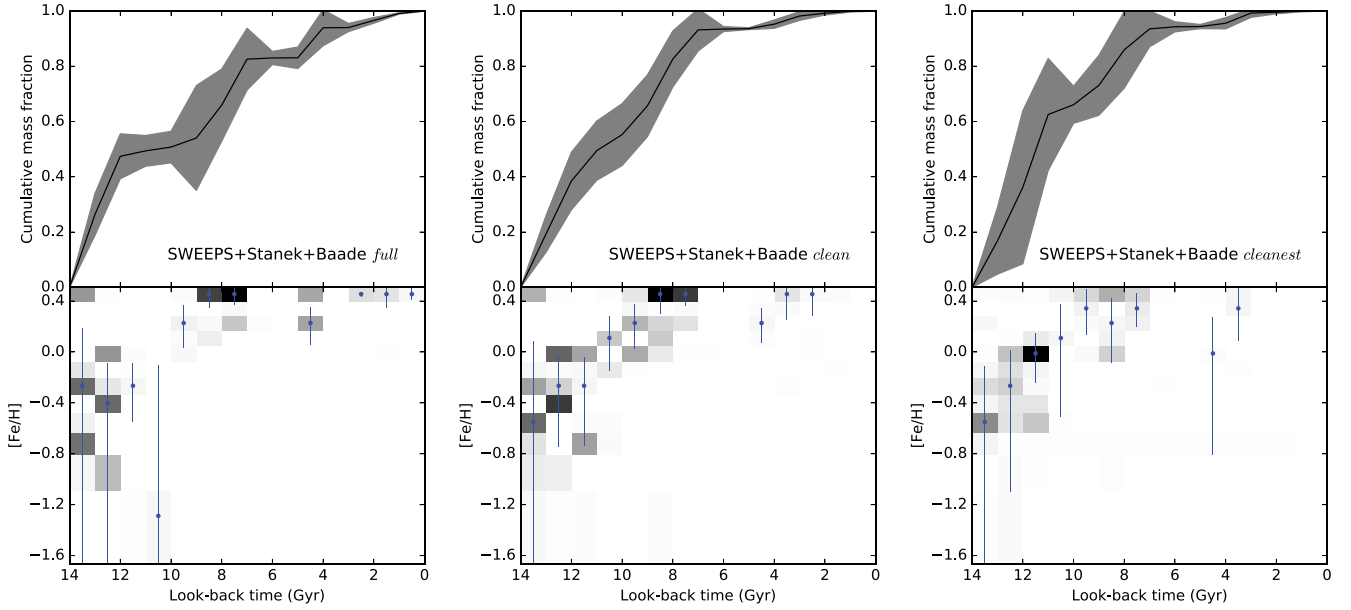 1.0
0.8
0.6
0.4
0.2
0.0
Cumulative mass fraction
SWEEPS+Stanek+Baade full
0.4
0.0
−0.4
−0.8
−1.2
−1.6
[Fe/H]
14 12 10 8 6 4 2 0
Look-back time (Gyr)
1.0
0.8
0.6
0.4
0.2
0.0
Cumulative mass fraction
SWEEPS+Stanek+Baade clean
0.4
0.0
−0.4
−0.8
−1.2
−1.6
[Fe/H]
14 12 10 8 6 4 2 0
Look-back time (Gyr)
1.0
0.8
0.6
0.4
0.2
0.0
Cumulative mass fraction
SWEEPS+Stanek+Baade cleanest
0.4
0.0
−0.4
−0.8
−1.2
−1.6
[Fe/H]
14 12 10 8 6 4 2 0
Look-back time (Gyr)